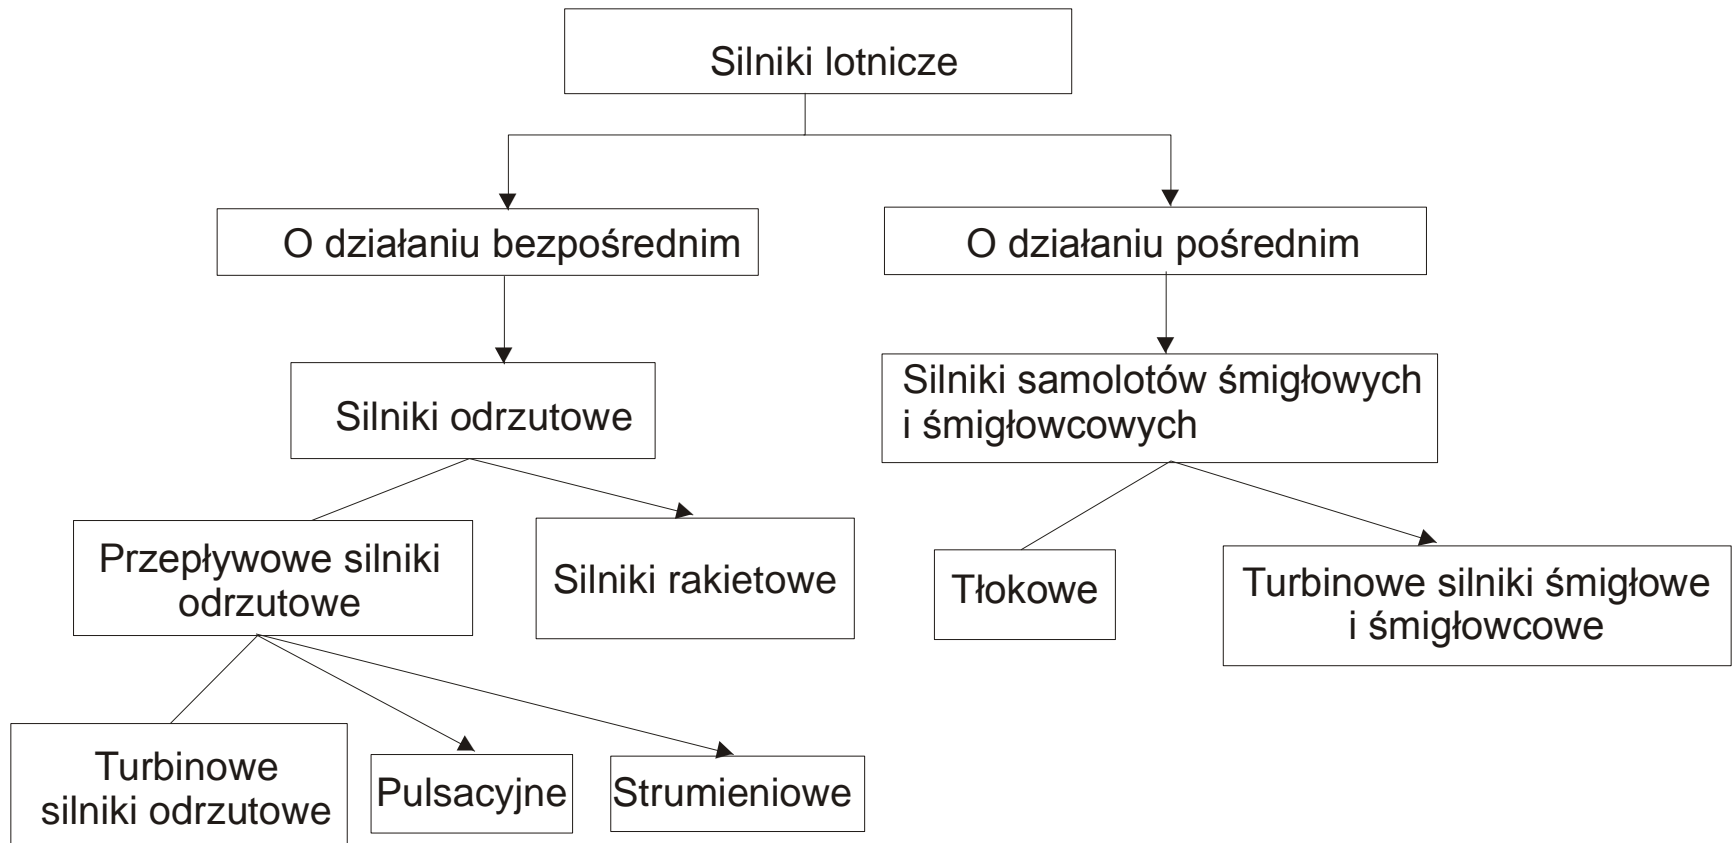 Silniki lotnicze
O działaniu bezpośrednim
O działaniu pośrednim
Silniki odrzutowe
Silniki samolotów śmigłowych
i śmigłowcowych
Przepływowe silniki
odrzutowe
Silniki rakietowe
Tłokowe
Turbinowe silniki śmigłowe
i śmigłowcowe
Turbinowe
silniki odrzutowe
Pulsacyjne
Strumieniowe